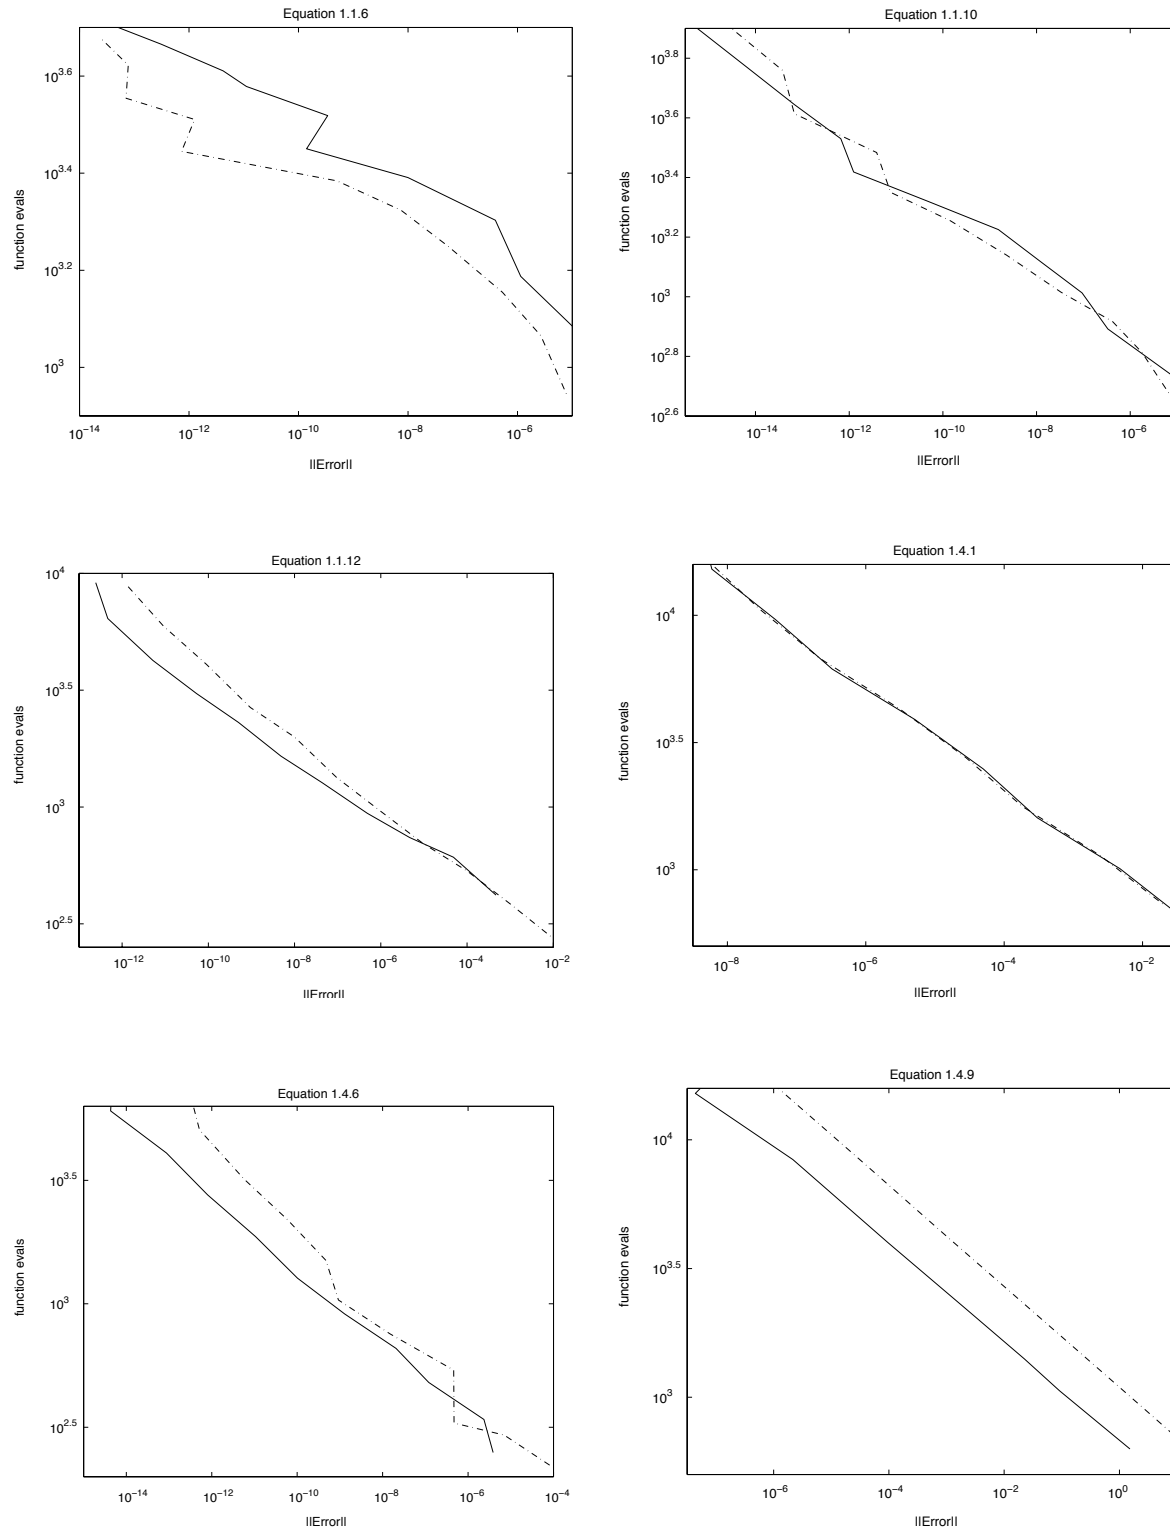 Equation 1.1.6
10^3.6
10^3.4
10^3.2
10^3
function evals
10^−14 10^−12 10^−10 10^−8 10^−6
||Error||
Equation 1.1.10
10^3.8
10^3.6
10^3.4
10^3.2
10^3
10^2.8
10^2.6
function evals
10^−14 10^−12 10^−10 10^−8 10^−6
||Error||
Equation 1.1.12
10^4
10^3.5
10^3
10^2.5
function evals
10^−12 10^−10 10^−8 10^−6 10^−4 10^−2
||Error||
Equation 1.4.1
10^4
10^3.5
10^3
function evals
10^−8 10^−6 10^−4 10^−2
||Error||
Equation 1.4.6
10^3.5
10^3
10^2.5
function evals
10^−14 10^−12 10^−10 10^−8 10^−6 10^−4
||Error||
Equation 1.4.9
10^4
10^3.5
10^3
function evals
10^−6 10^−4 10^−2 10^0
||Error||